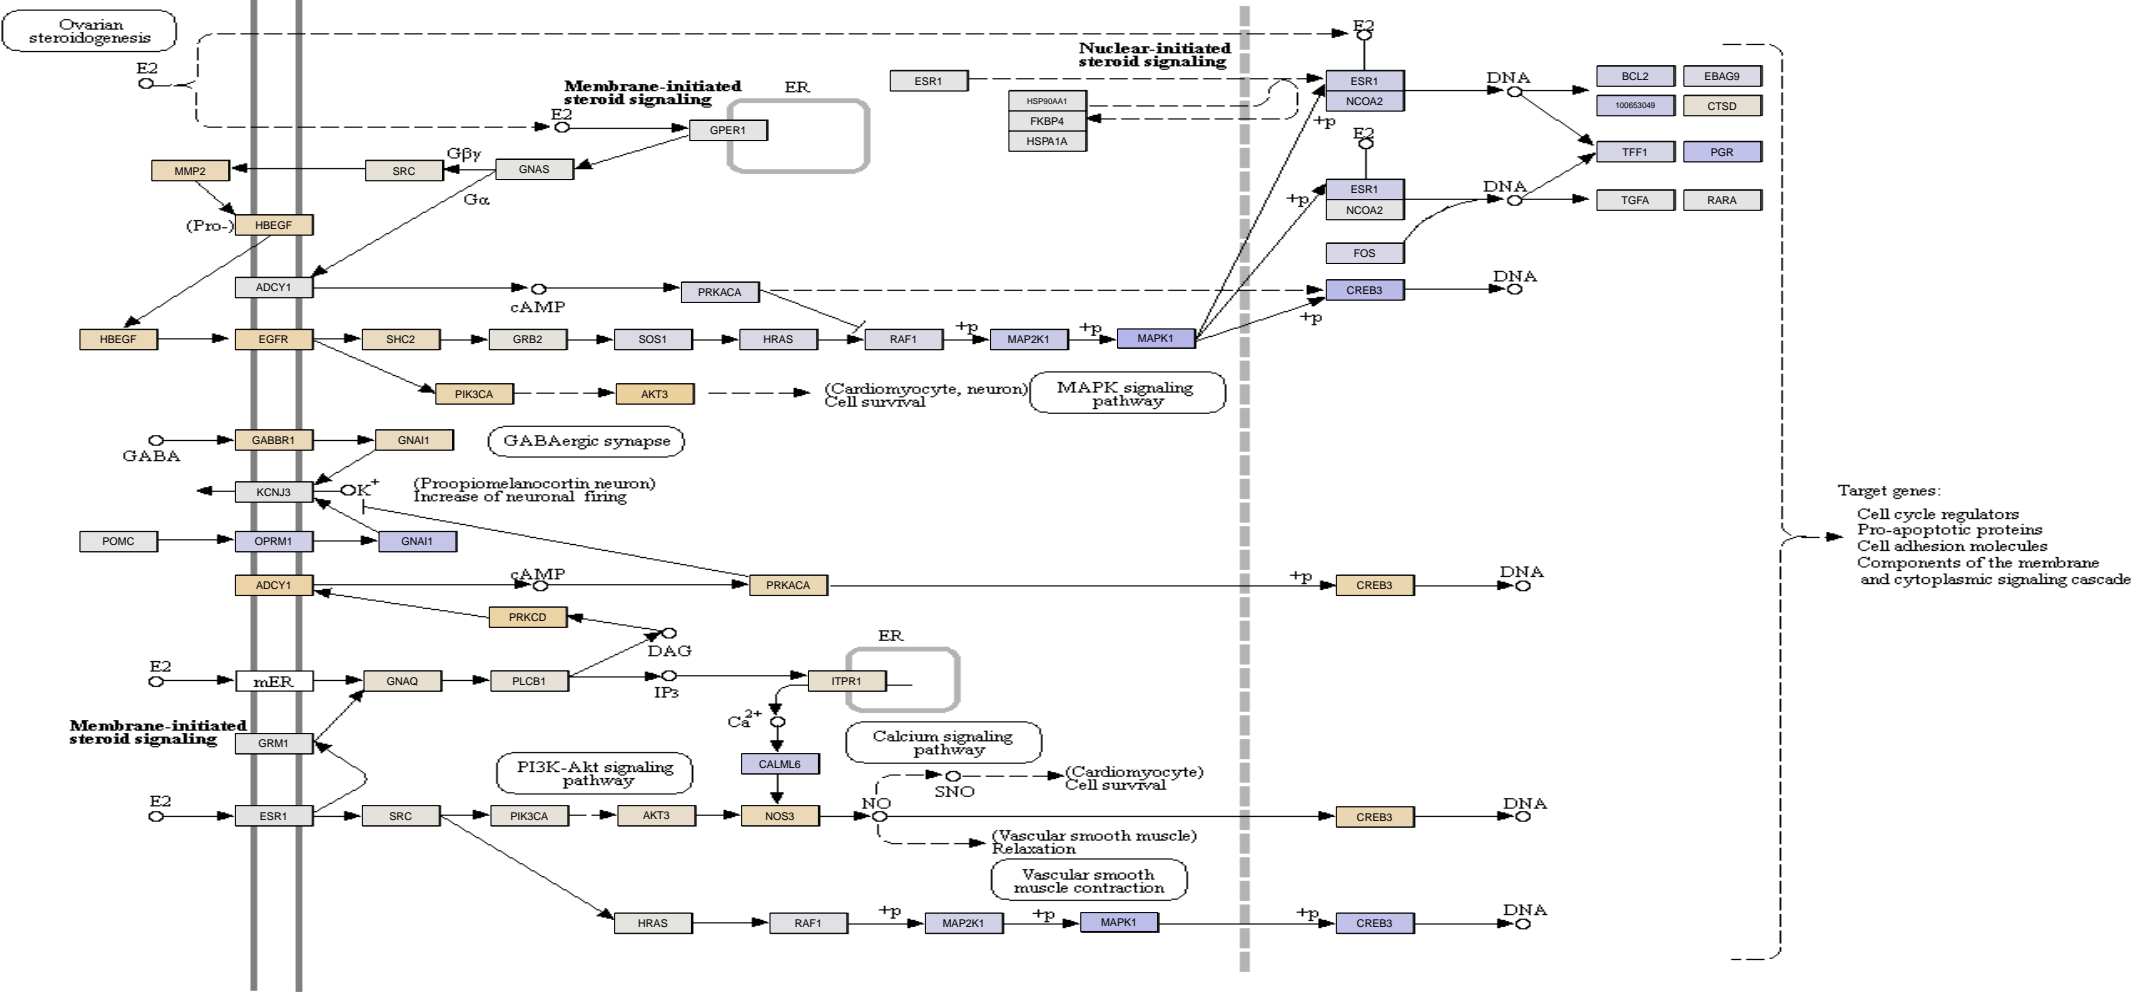 Ovarian
steroidogenesis
E2
E2
Nuclear-initiated
steroid signaling
Membrane-initiated
steroid signaling
ER
E2
GPER1
ESR1
HSP90AA1
FKBP4
HSPA1A
ESR1
NCOA2
+p
DNA
BCL2
EBAG9
100653049
CTSD
MMP2
SRC
Gβγ
GNAS
Gα
E2
TFF1
PGR
ESR1
NCOA2
+p
DNA
TGFA
RARA
(Pro-)
HBEGF
FOS
ADCY1
cAMP
PRKACA
CREB3
DNA
+p
HBEGF
EGFR
SHC2
GRB2
SOS1
HRAS
RAF1
+p
MAP2K1
+p
MAPK1
PIK3CA
AKT3
(Cardiomyocyte, neuron)
Cell survival
MAPK signaling
pathway
GABA
GABBR1
GNAI1
GABAergic synapse
KCNJ3
K+
(Proopiomelanocortin neuron)
Increase of neuronal firing
POMC
OPRM1
GNAI1
Target genes:
Cell cycle regulators
Pro-apoptotic proteins
Cell adhesion molecules
Components of the membrane
and cytoplasmic signaling cascade
ADCY1
cAMP
PRKACA
+p
CREB3
DNA
PRKCD
DAG
E2
mER
GNAQ
PLCB1
IP3
ER
ITPR1
Ca2+
Membrane-initiated
steroid signaling
GRM1
PI3K-Akt signaling
pathway
CALML6
Calcium signaling
pathway
SNO
(Cardiomyocyte)
Cell survival
E2
ESR1
SRC
PIK3CA
AKT3
NOS3
NO
CREB3
DNA
(Vascular smooth muscle)
Relaxation
Vascular smooth
muscle contraction
HRAS
RAF1
+p
MAP2K1
+p
MAPK1
+p
CREB3
DNA